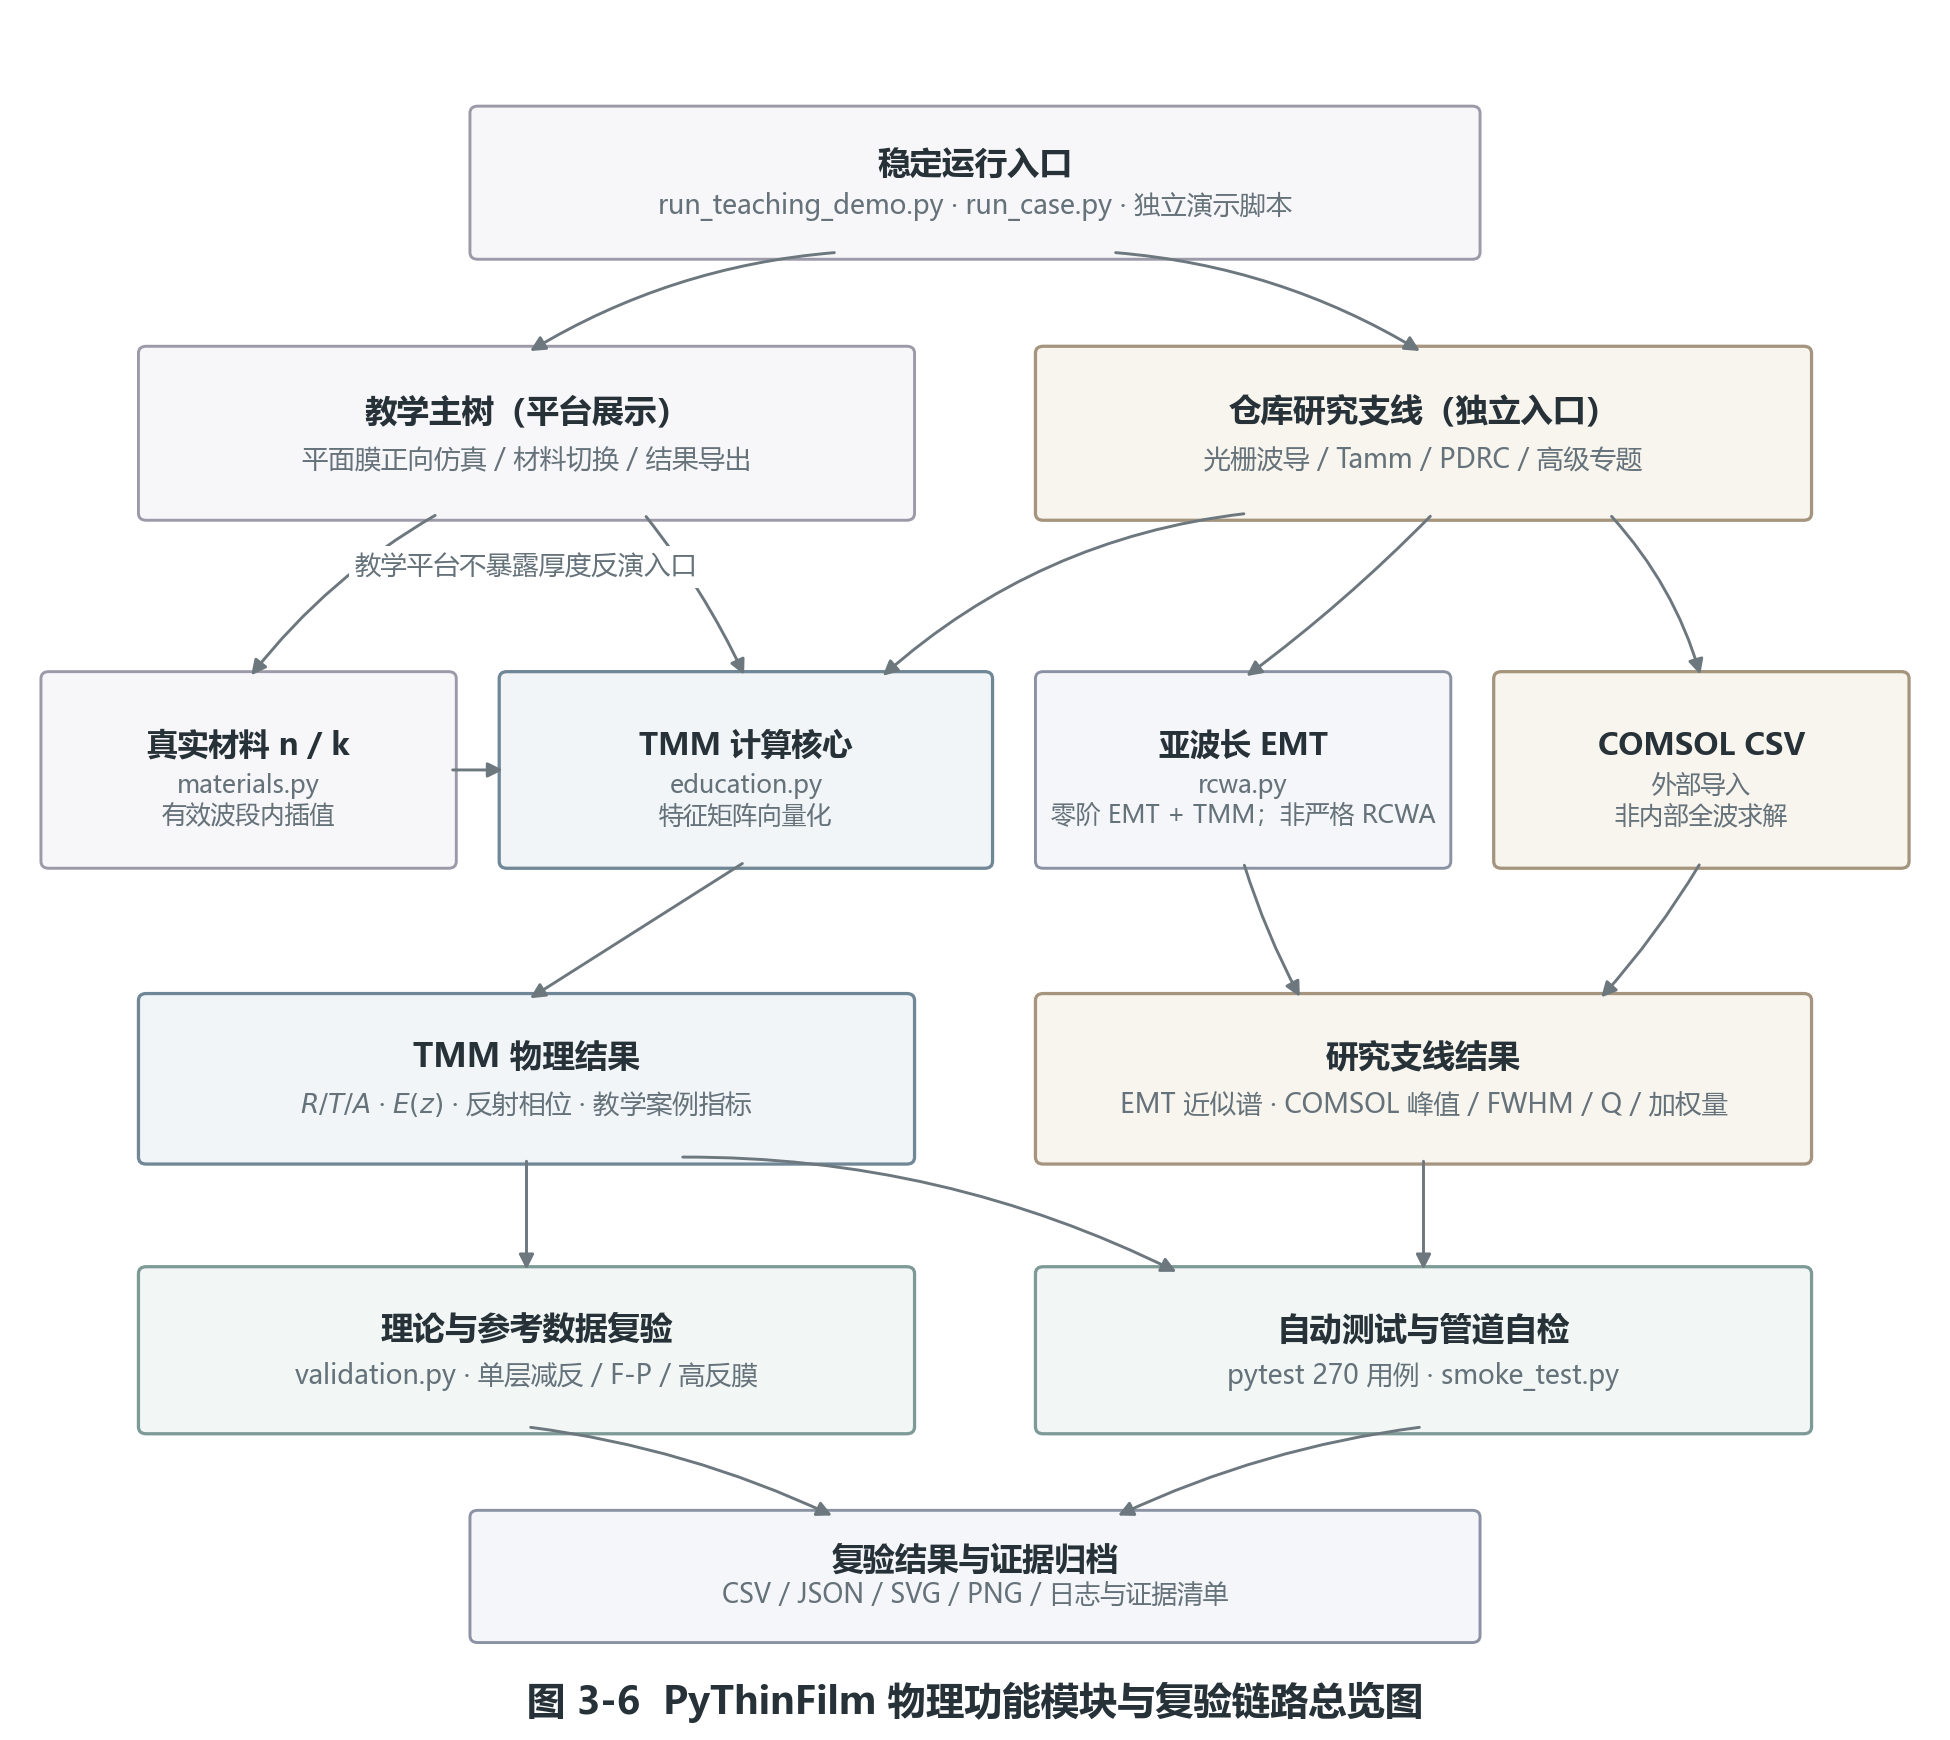 稳定运行入口
run_teaching_demo.py · run_case.py · 独立演示脚本
教学主树（平台展示）
平面膜正向仿真 / 材料切换 / 结果导出
仓库研究支线（独立入口）
光栅波导 / Tamm / PDRC / 高级专题
教学平台不暴露厚度反演入口
真实材料 n / k
materials.py
有效波段内插值
TMM 计算核心
education.py
特征矩阵向量化
亚波长 EMT
rcwa.py
零阶 EMT + TMM；非严格 RCWA
COMSOL CSV
外部导入
非内部全波求解
TMM 物理结果
R/T/A · E(z) · 反射相位 · 教学案例指标
研究支线结果
EMT 近似谱 · COMSOL 峰值 / FWHM / Q / 加权量
理论与参考数据复验
validation.py · 单层减反 / F-P / 高反膜
自动测试与管道自检
pytest 270 用例 · smoke_test.py
复验结果与证据归档
CSV / JSON / SVG / PNG / 日志与证据清单
图 3-6 PyThinFilm 物理功能模块与复验链路总览图